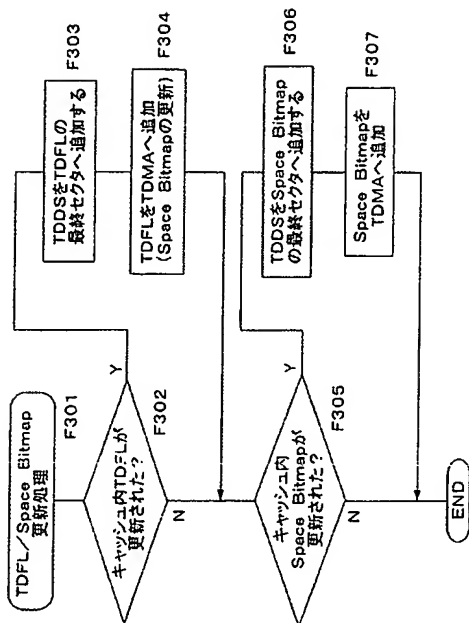 TDFL/Space Bitmap
更新処理
F301
キャッシュ内TDFLが
更新された?
F302
Y
N
TDDSをTDFLの
最終セクタへ追加する
F303
TDFLをTDMAへ追加
(Space Bitmapの更新)
F304
キャッシュ内
Space Bitmapが
更新された?
F305
Y
N
TDDSをSpace Bitmap
の最終セクタへ追加する
F306
Space Bitmapを
TDMAへ追加
F307
END